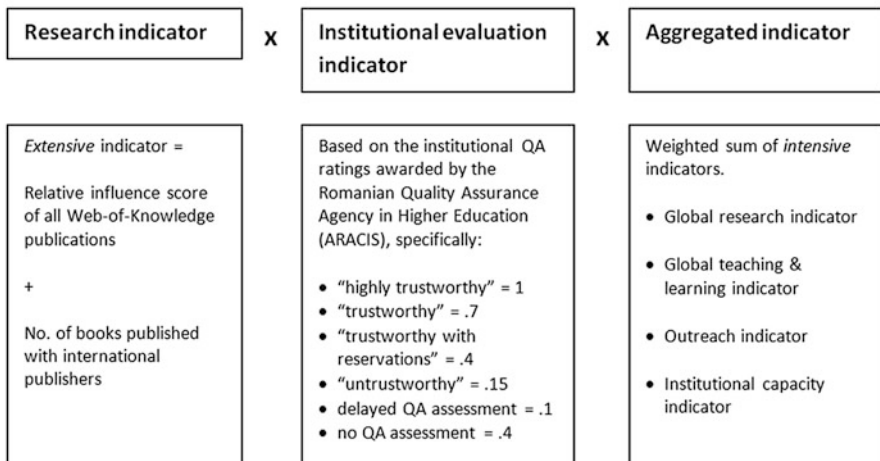 Research indicator
X
Institutional evaluation
indicator
X
Aggregated indicator
Extensive indicator =
Relative influence score
of all Web-of-Knowledge
publications
+
No. of books published
with international
publishers
Based on the institutional QA
ratings awarded by the
Romanian Quality Assurance
Agency in Higher Education
(ARACIS), specifically:
• “highly trustworthy” = 1
• “trustworthy” = .7
• “trustworthy with
reservations” = .4
• “untrustworthy” = .15
• delayed QA assessment = .1
• no QA assessment = .4
Weighted sum of intensive
indicators.
• Global research indicator
• Global teaching &
learning indicator
• Outreach indicator
• Institutional capacity
indicator